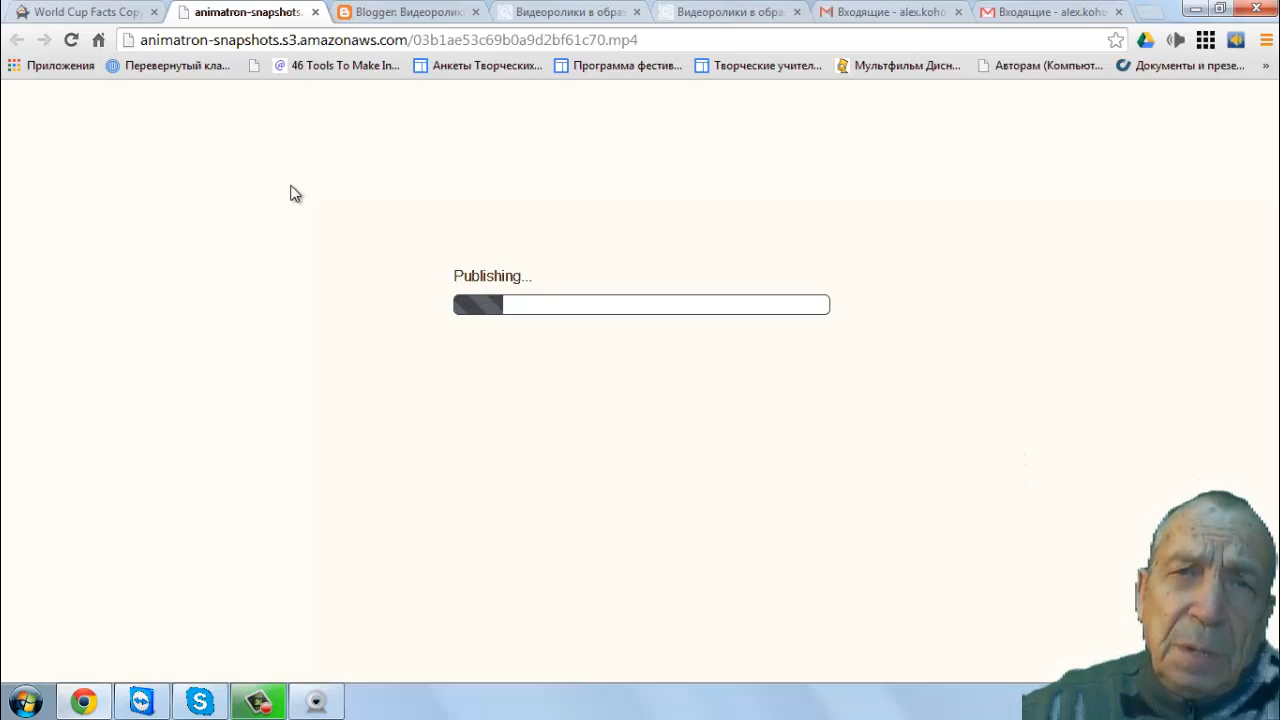 World Cup Facts Cop
animatron-snapshots.
Blogger: Видеоролик
Видеоролики в обра
Видеоролики в обра
Входящие - alex.koho
Входящие - alex.koho
animatron-snapshots.s3.amazonaws.com/03b1ae53c69b0a9d2bf61c70.mp4
Приложения
Перевернутый кла...
46 Tools To Make In...
Анкеты Творческих...
Программа фестив...
Творческие учител...
Мультфильм Дисн...
Авторам (Компьют...
Документы и презе...
»
Publishing...